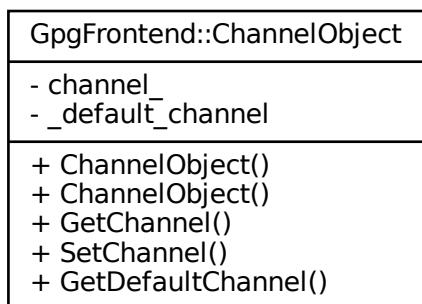 GpgFrontend::ChannelObject
- channel_
- _default_channel
+ ChannelObject()
+ ChannelObject()
+ GetChannel()
+ SetChannel()
+ GetDefaultChannel()